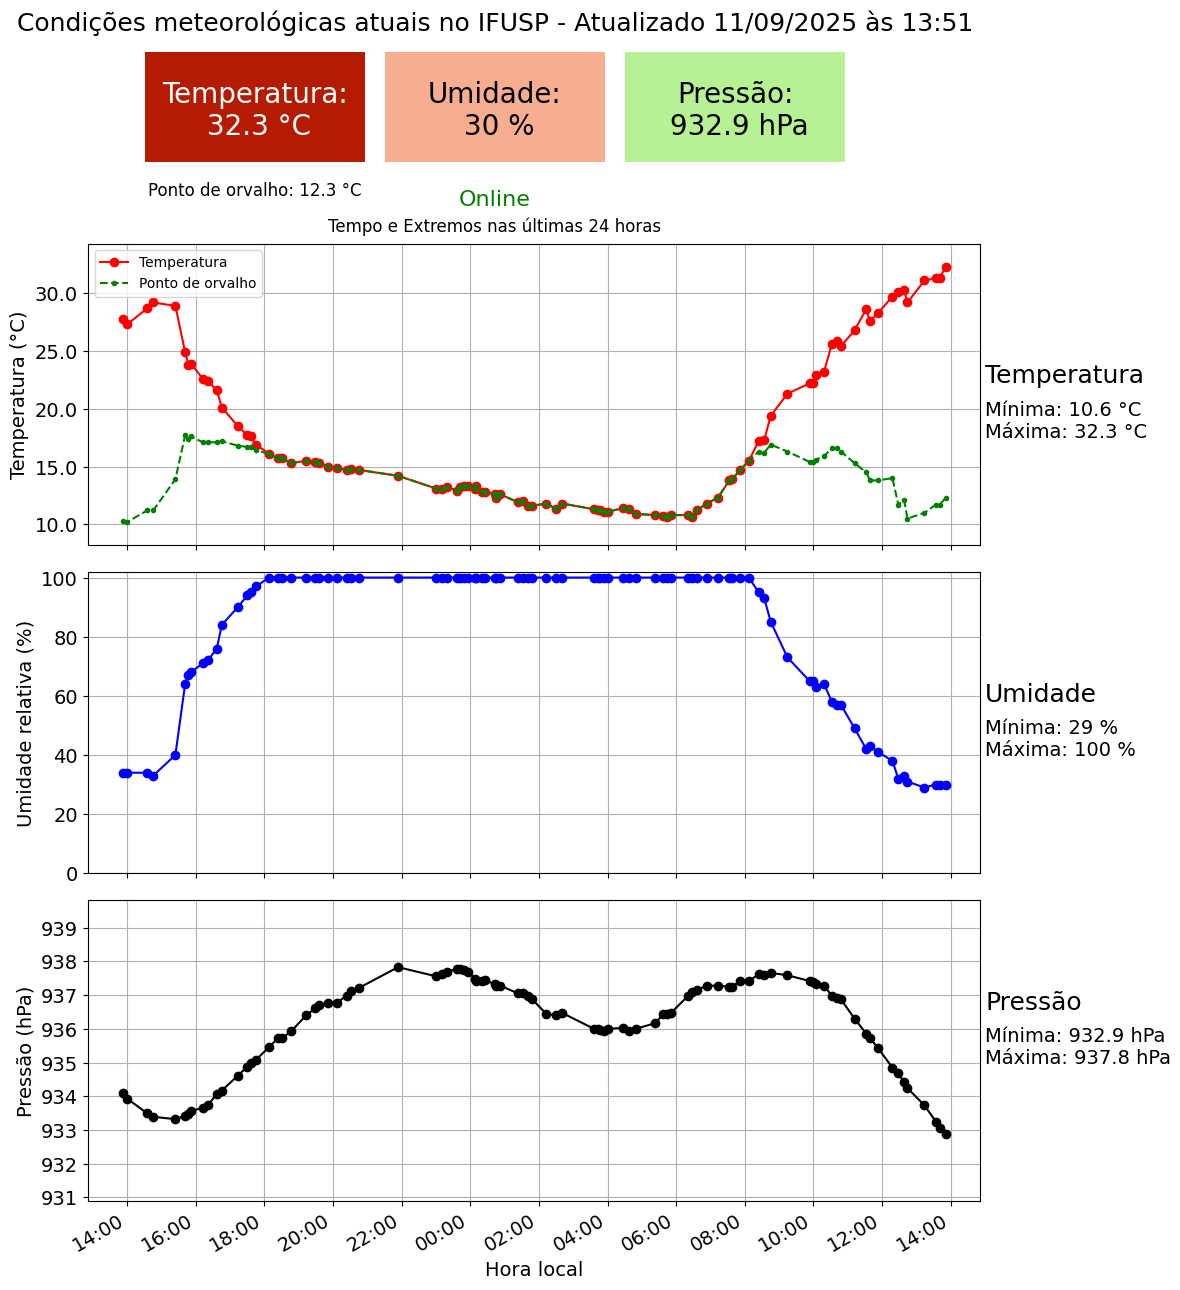 Condições meteorológicas atuais no IFUSP - Atualizado 11/09/2025 às 13:51
Temperatura:
32.3 °C
Umidade:
30 %
Pressão:
932.9 hPa
Ponto de orvalho: 12.3 °C
Online
Tempo e Extremos nas últimas 24 horas
Temperatura
Ponto de orvalho
Temperatura (°C)
30.0
25.0
20.0
15.0
10.0
Temperatura
Mínima: 10.6 °C
Máxima: 32.3 °C
Umidade relativa (%)
100
80
60
40
20
0
Umidade
Mínima: 29 %
Máxima: 100 %
Pressão (hPa)
939
938
937
936
935
934
933
932
931
Pressão
Mínima: 932.9 hPa
Máxima: 937.8 hPa
14:00
16:00
18:00
20:00
22:00
00:00
02:00
04:00
06:00
08:00
10:00
12:00
14:00
Hora local